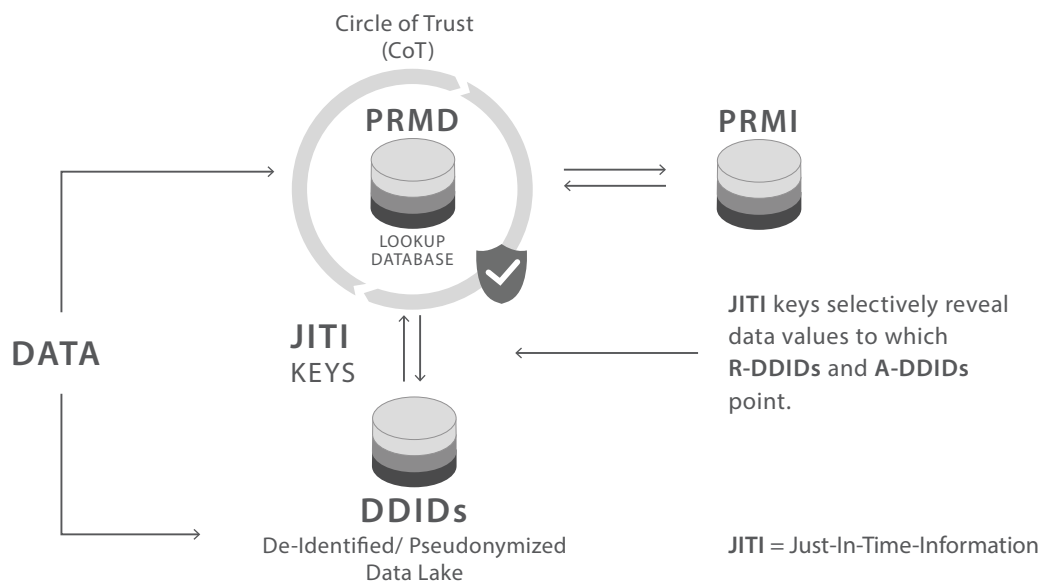 Circle of Trust
(CoT)
PRMD
LOOKUP
DATABASE
PRMI
DATA
JITI
KEYS
JITI keys selectively reveal
data values to which
R-DDIDs and A-DDIDs
point.
DDIDs
De-Identified/ Pseudonymized
Data Lake
JITI = Just-In-Time-Information